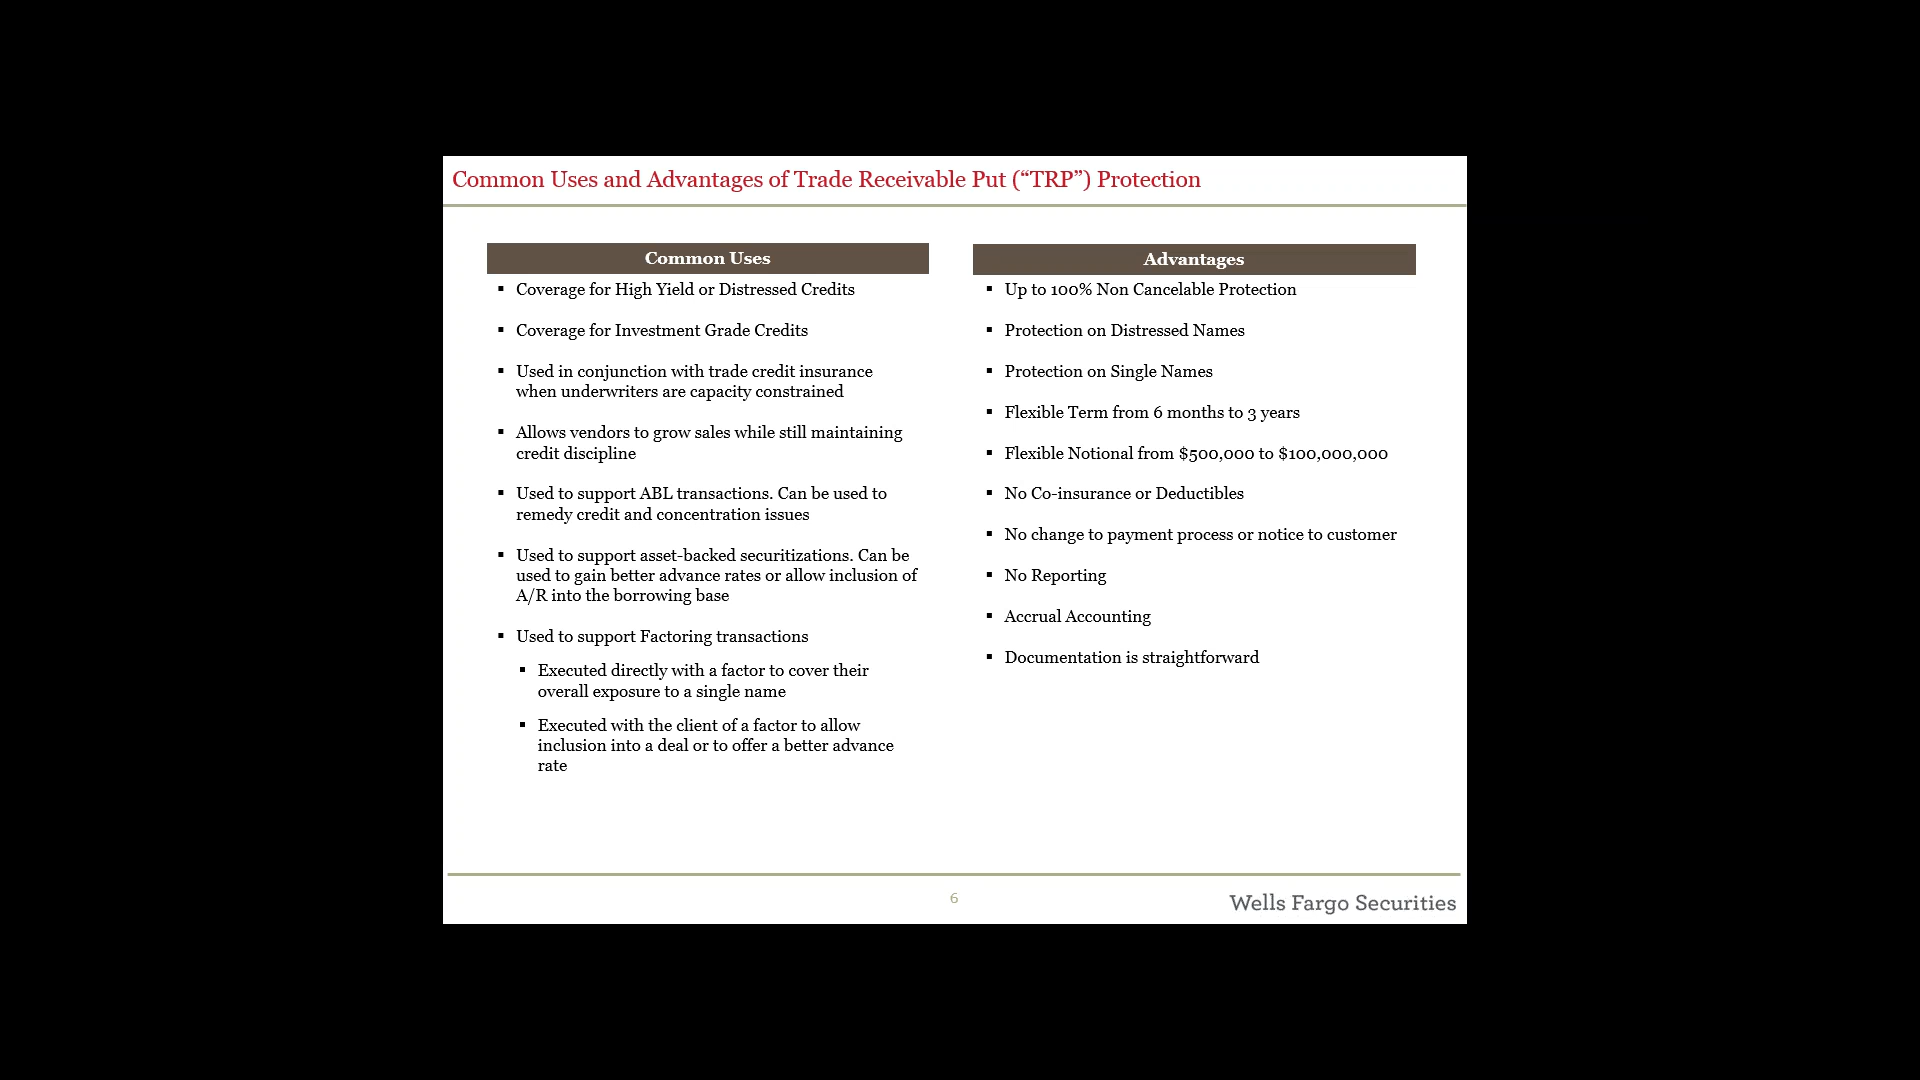 Common Uses and Advantages of Trade Receivable Put (“TRP”) Protection
Common Uses
▪ Coverage for High Yield or Distressed Credits
▪ Coverage for Investment Grade Credits
▪ Used in conjunction with trade credit insurance
when underwriters are capacity constrained
▪ Allows vendors to grow sales while still maintaining
credit discipline
▪ Used to support ABL transactions. Can be used to
remedy credit and concentration issues
▪ Used to support asset-backed securitizations. Can be
used to gain better advance rates or allow inclusion of
A/R into the borrowing base
▪ Used to support Factoring transactions
▪ Executed directly with a factor to cover their
overall exposure to a single name
▪ Executed with the client of a factor to allow
inclusion into a deal or to offer a better advance
rate
Advantages
▪ Up to 100% Non Cancelable Protection
▪ Protection on Distressed Names
▪ Protection on Single Names
▪ Flexible Term from 6 months to 3 years
▪ Flexible Notional from $500,000 to $100,000,000
▪ No Co-insurance or Deductibles
▪ No change to payment process or notice to customer
▪ No Reporting
▪ Accrual Accounting
▪ Documentation is straightforward
6
Wells Fargo Securities